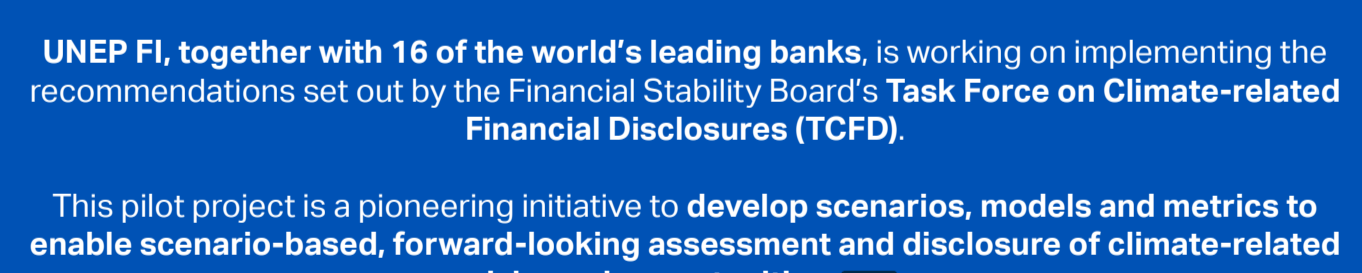 UNEP FI, together with 16 of the world’s leading banks, is working on implementing the
recommendations set out by the Financial Stability Board’s Task Force on Climate-related
Financial Disclosures (TCFD).
This pilot project is a pioneering initiative to develop scenarios, models and metrics to
enable scenario-based, forward-looking assessment and disclosure of climate-related